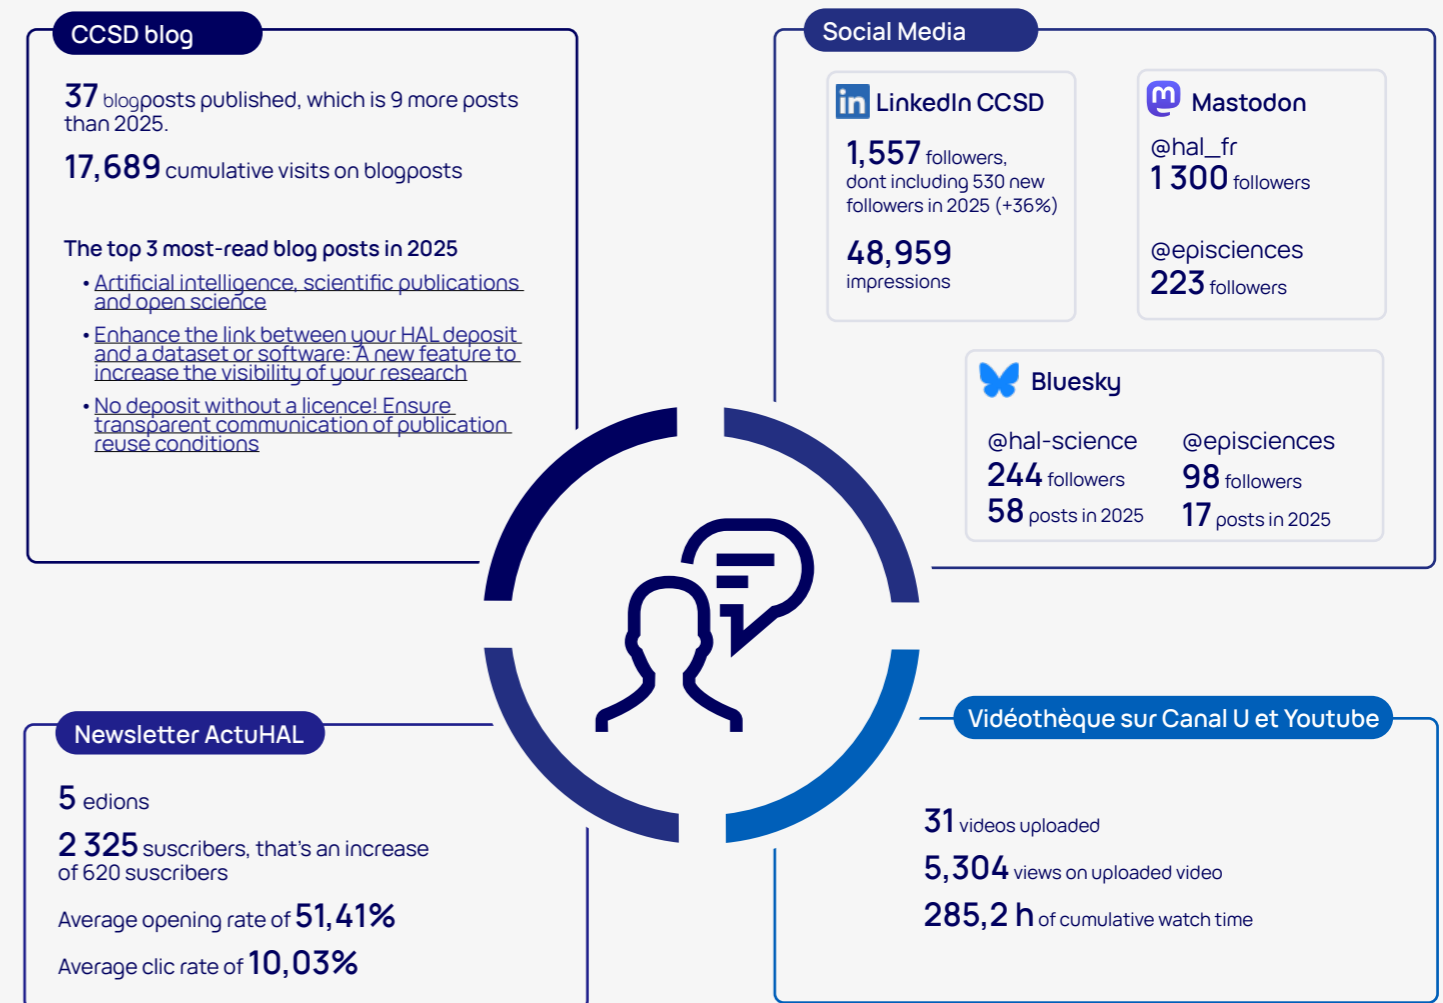 CCSD blog
37 blogposts published, which is 9 more posts
than 2025.
17,689 cumulative visits on blogposts
The top 3 most-read blog posts in 2025
• Artificial intelligence, scientific publications
and open science
• Enhance the link between your HAL deposit
and a dataset or software: A new feature to
increase the visibility of your research
• No deposit without a licence! Ensure
transparent communication of publication
reuse conditions
Social Media
in LinkedIn CCSD
1,557 followers,
dont including 530 new
followers in 2025 (+36%)
48,959
impressions
m Mastodon
@hal_fr
1 300 followers
@episciences
223 followers
Bluesky
@hal-science
244 followers
58 posts in 2025
@episciences
98 followers
17 posts in 2025
Newsletter ActuHAL
5 edions
2 325 suscribers, that's an increase
of 620 suscribers
Average opening rate of 51,41%
Average clic rate of 10,03%
Vidéothèque sur Canal U et Youtube
31 videos uploaded
5,304 views on uploaded video
285,2 h of cumulative watch time